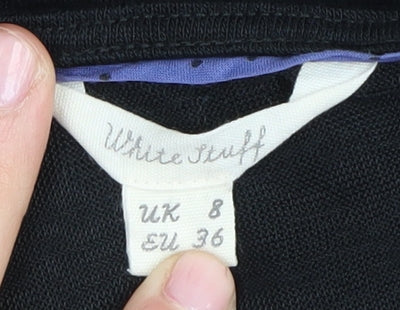 White Stuff
UK 8
EU 36